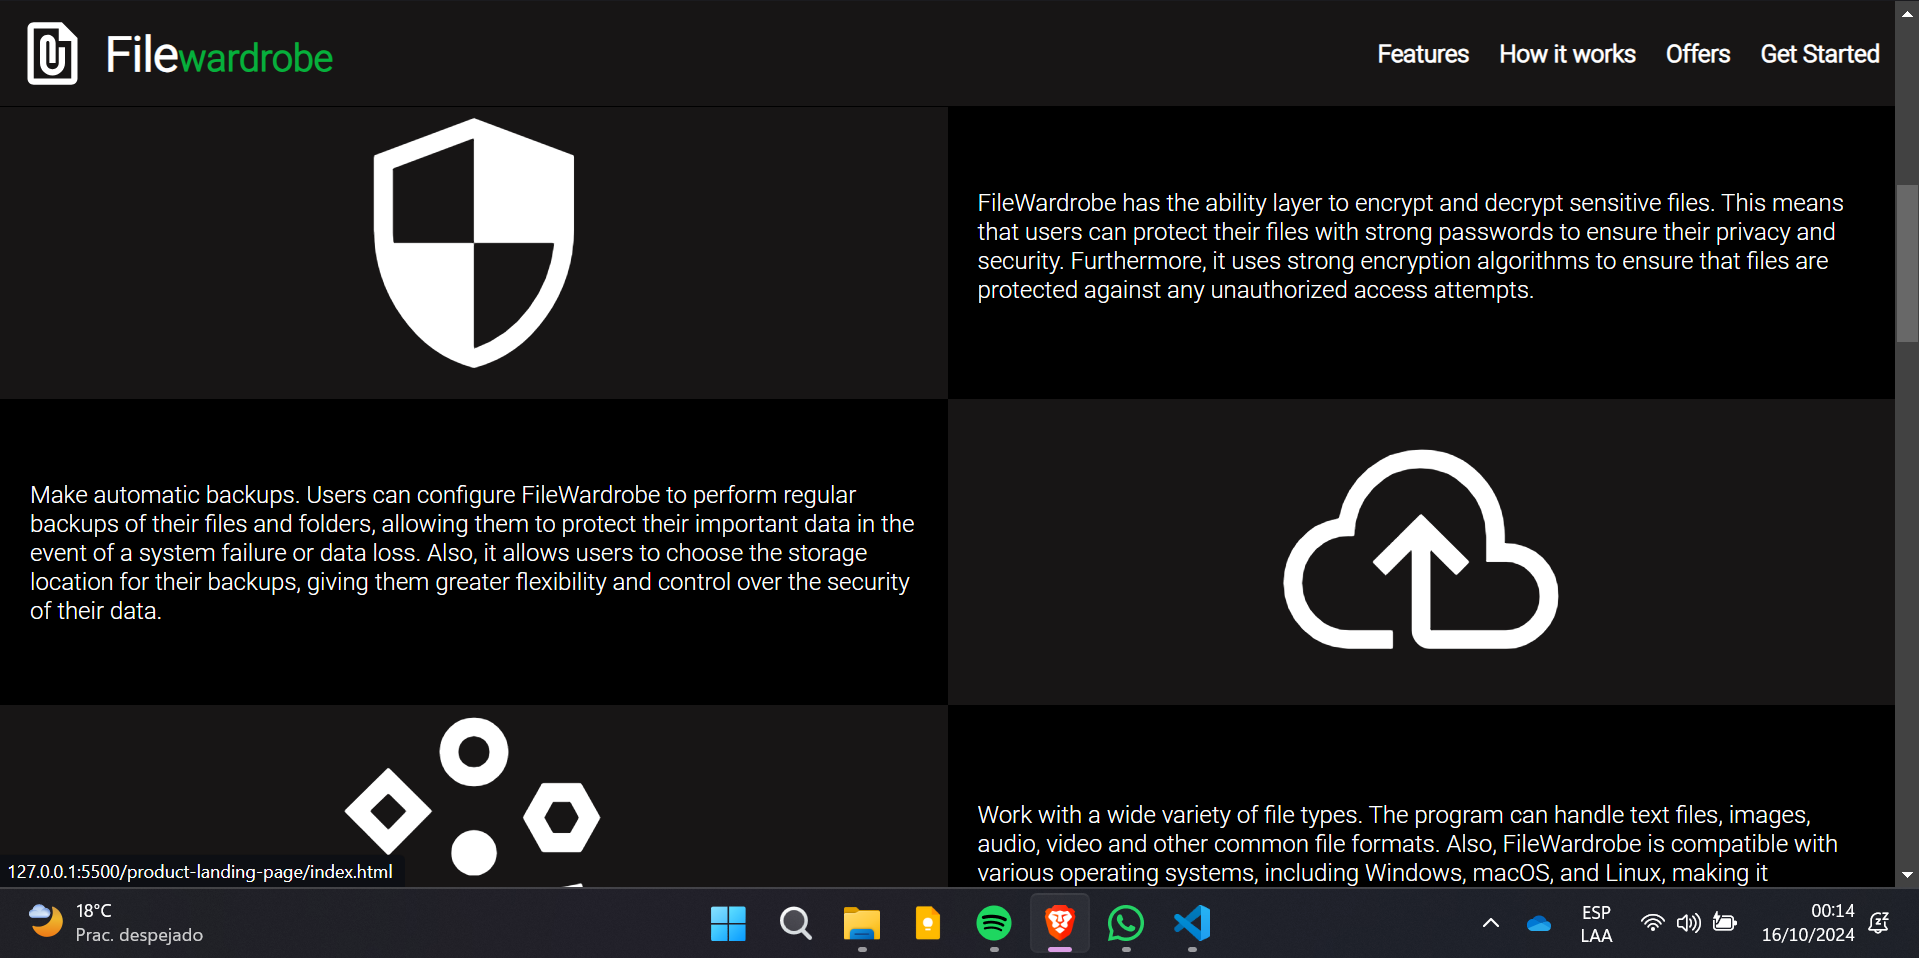 Filewardrobe
Features How it works Offers Get Started
FileWardrobe has the ability layer to encrypt and decrypt sensitive files. This means
that users can protect their files with strong passwords to ensure their privacy and
security. Furthermore, it uses strong encryption algorithms to ensure that files are
protected against any unauthorized access attempts.
Make automatic backups. Users can configure FileWardrobe to perform regular
backups of their files and folders, allowing them to protect their important data in the
event of a system failure or data loss. Also, it allows users to choose the storage
location for their backups, giving them greater flexibility and control over the security
of their data.
Work with a wide variety of file types. The program can handle text files, images,
audio, video and other common file formats. Also, FileWardrobe is compatible with
various operating systems, including Windows, macOS, and Linux, making it
127.0.0.1:5500/product-landing-page/index.html
18°C
Prac. despejado
ESP
LAA
00:14
16/10/2024